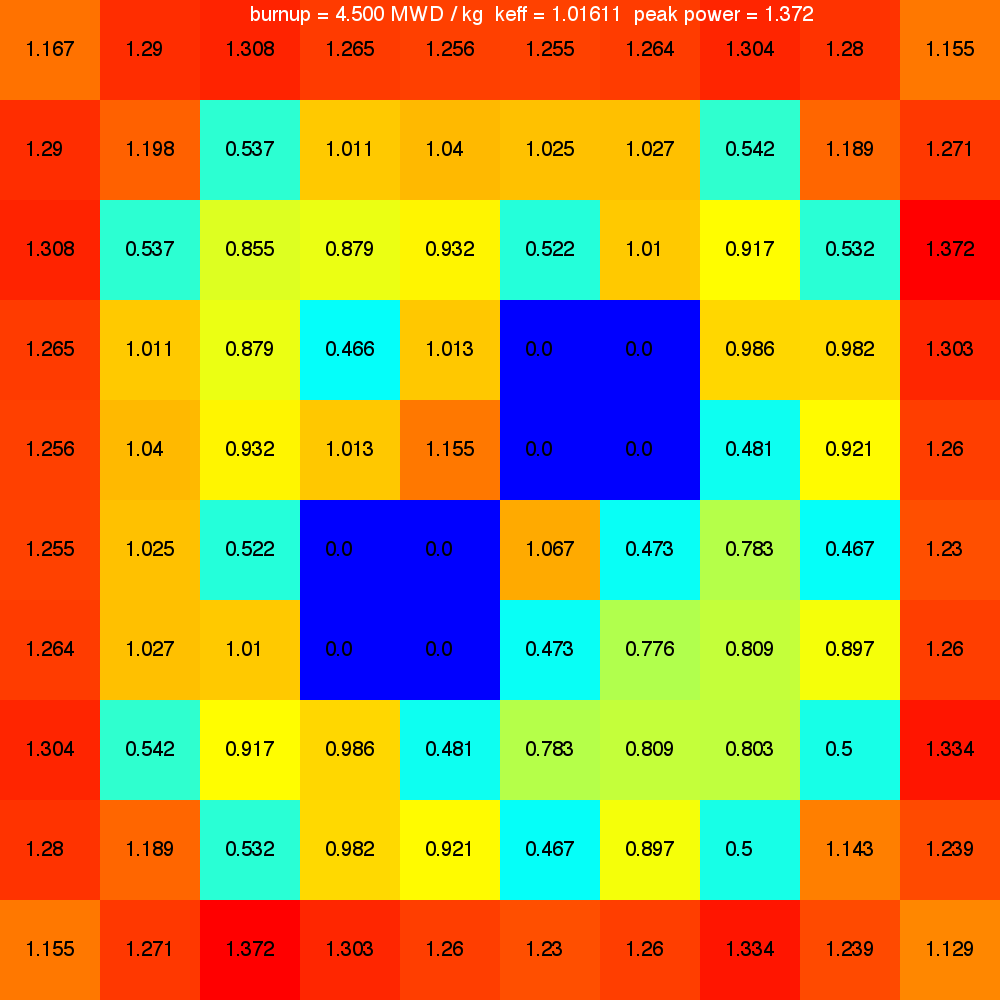 burnup = 4.500 MWD / kg keff = 1.01611 peak power = 1.372
1.167 1.29 1.308 1.265 1.256 1.255 1.264 1.304 1.28 1.155
1.29 1.198 0.537 1.011 1.04 1.025 1.027 0.542 1.189 1.271
1.308 0.537 0.855 0.879 0.932 0.522 1.01 0.917 0.532 1.372
1.265 1.011 0.879 0.466 1.013 0.0 0.0 0.986 0.982 1.303
1.256 1.04 0.932 1.013 1.155 0.0 0.0 0.481 0.921 1.26
1.255 1.025 0.522 0.0 0.0 1.067 0.473 0.783 0.467 1.23
1.264 1.027 1.01 0.0 0.0 0.473 0.776 0.809 0.897 1.26
1.304 0.542 0.917 0.986 0.481 0.783 0.809 0.803 0.5 1.334
1.28 1.189 0.532 0.982 0.921 0.467 0.897 0.5 1.143 1.239
1.155 1.271 1.372 1.303 1.26 1.23 1.26 1.334 1.239 1.129